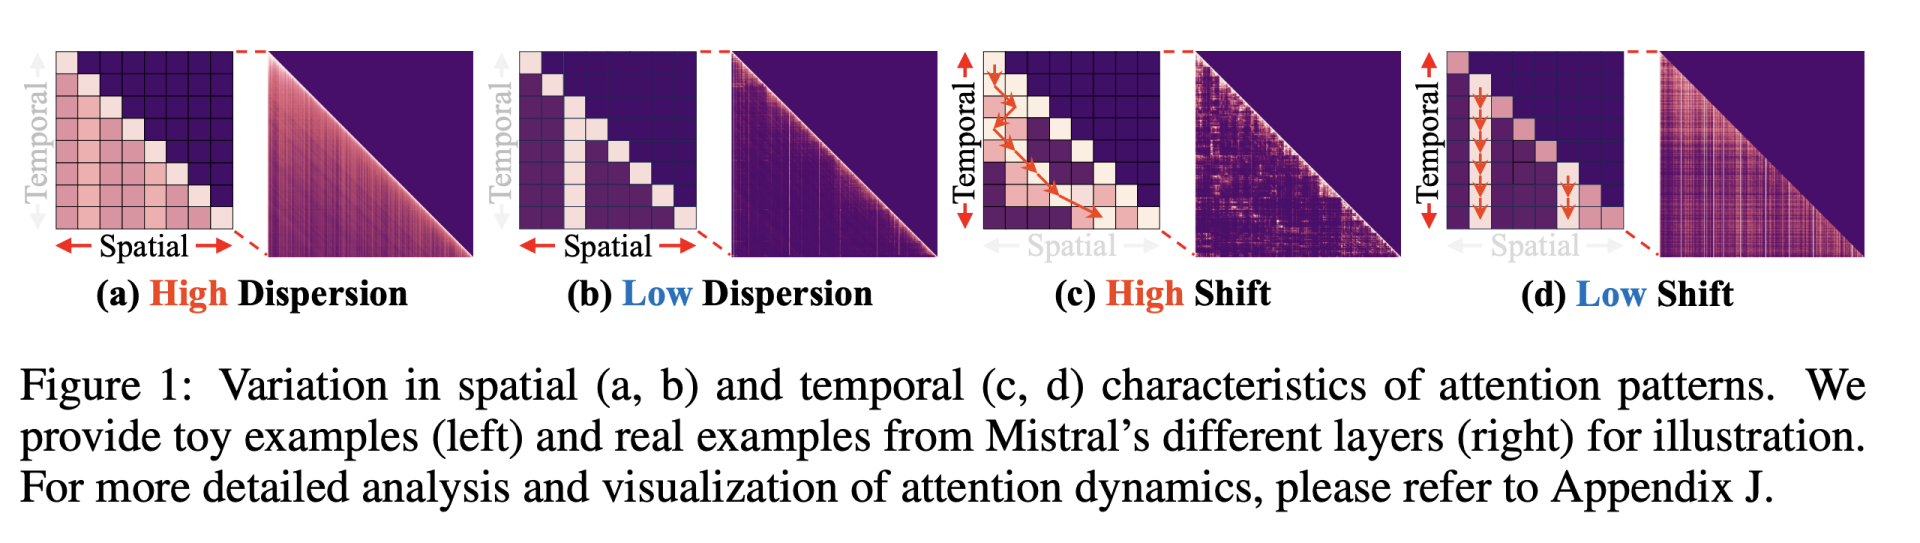 Temporal
Spatial
(a) High Dispersion
Temporal
Spatial
(b) Low Dispersion
Temporal
Spatial
(c) High Shift
Temporal
Spatial
(d) Low Shift
Figure 1: Variation in spatial (a, b) and temporal (c, d) characteristics of attention patterns. We
provide toy examples (left) and real examples from Mistral's different layers (right) for illustration.
For more detailed analysis and visualization of attention dynamics, please refer to Appendix J.